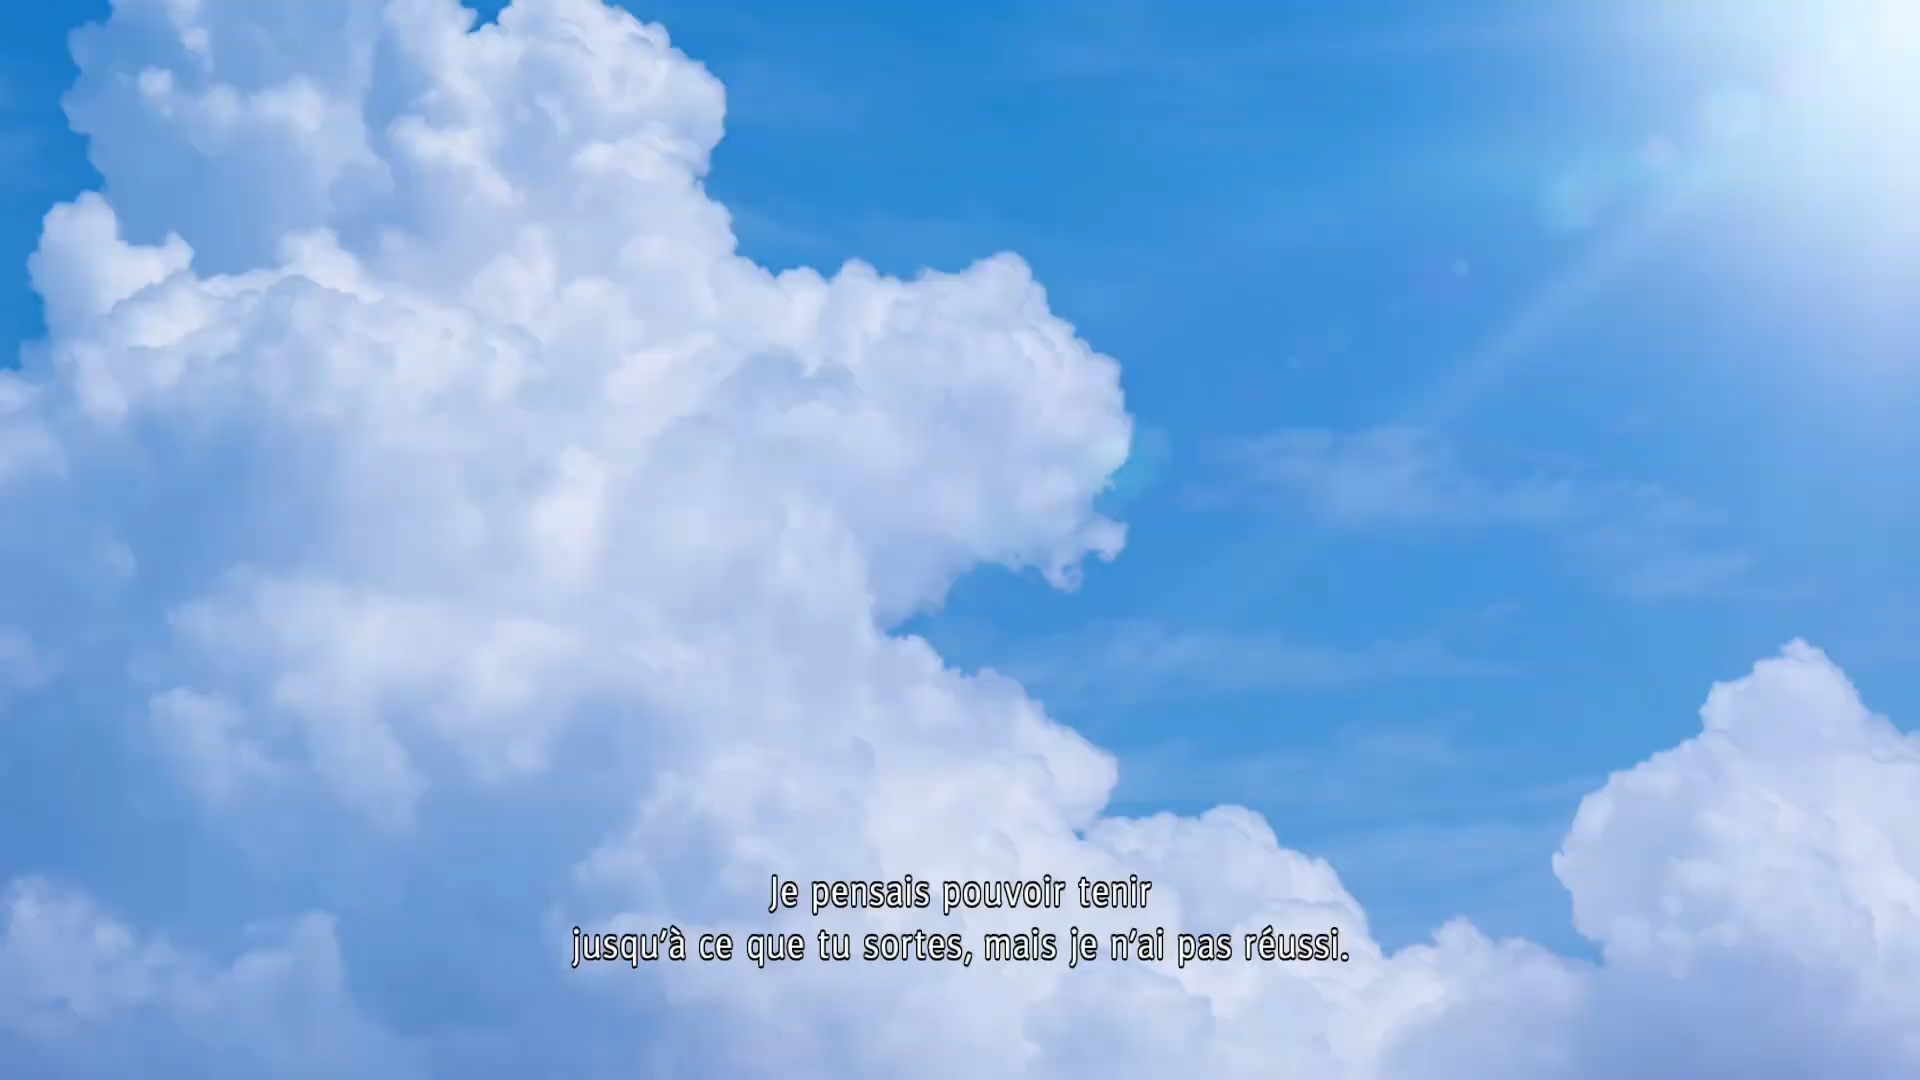 Je pensais pouvoir tenir
jusqu'à ce que tu sortes, mais je n'ai pas réussi.